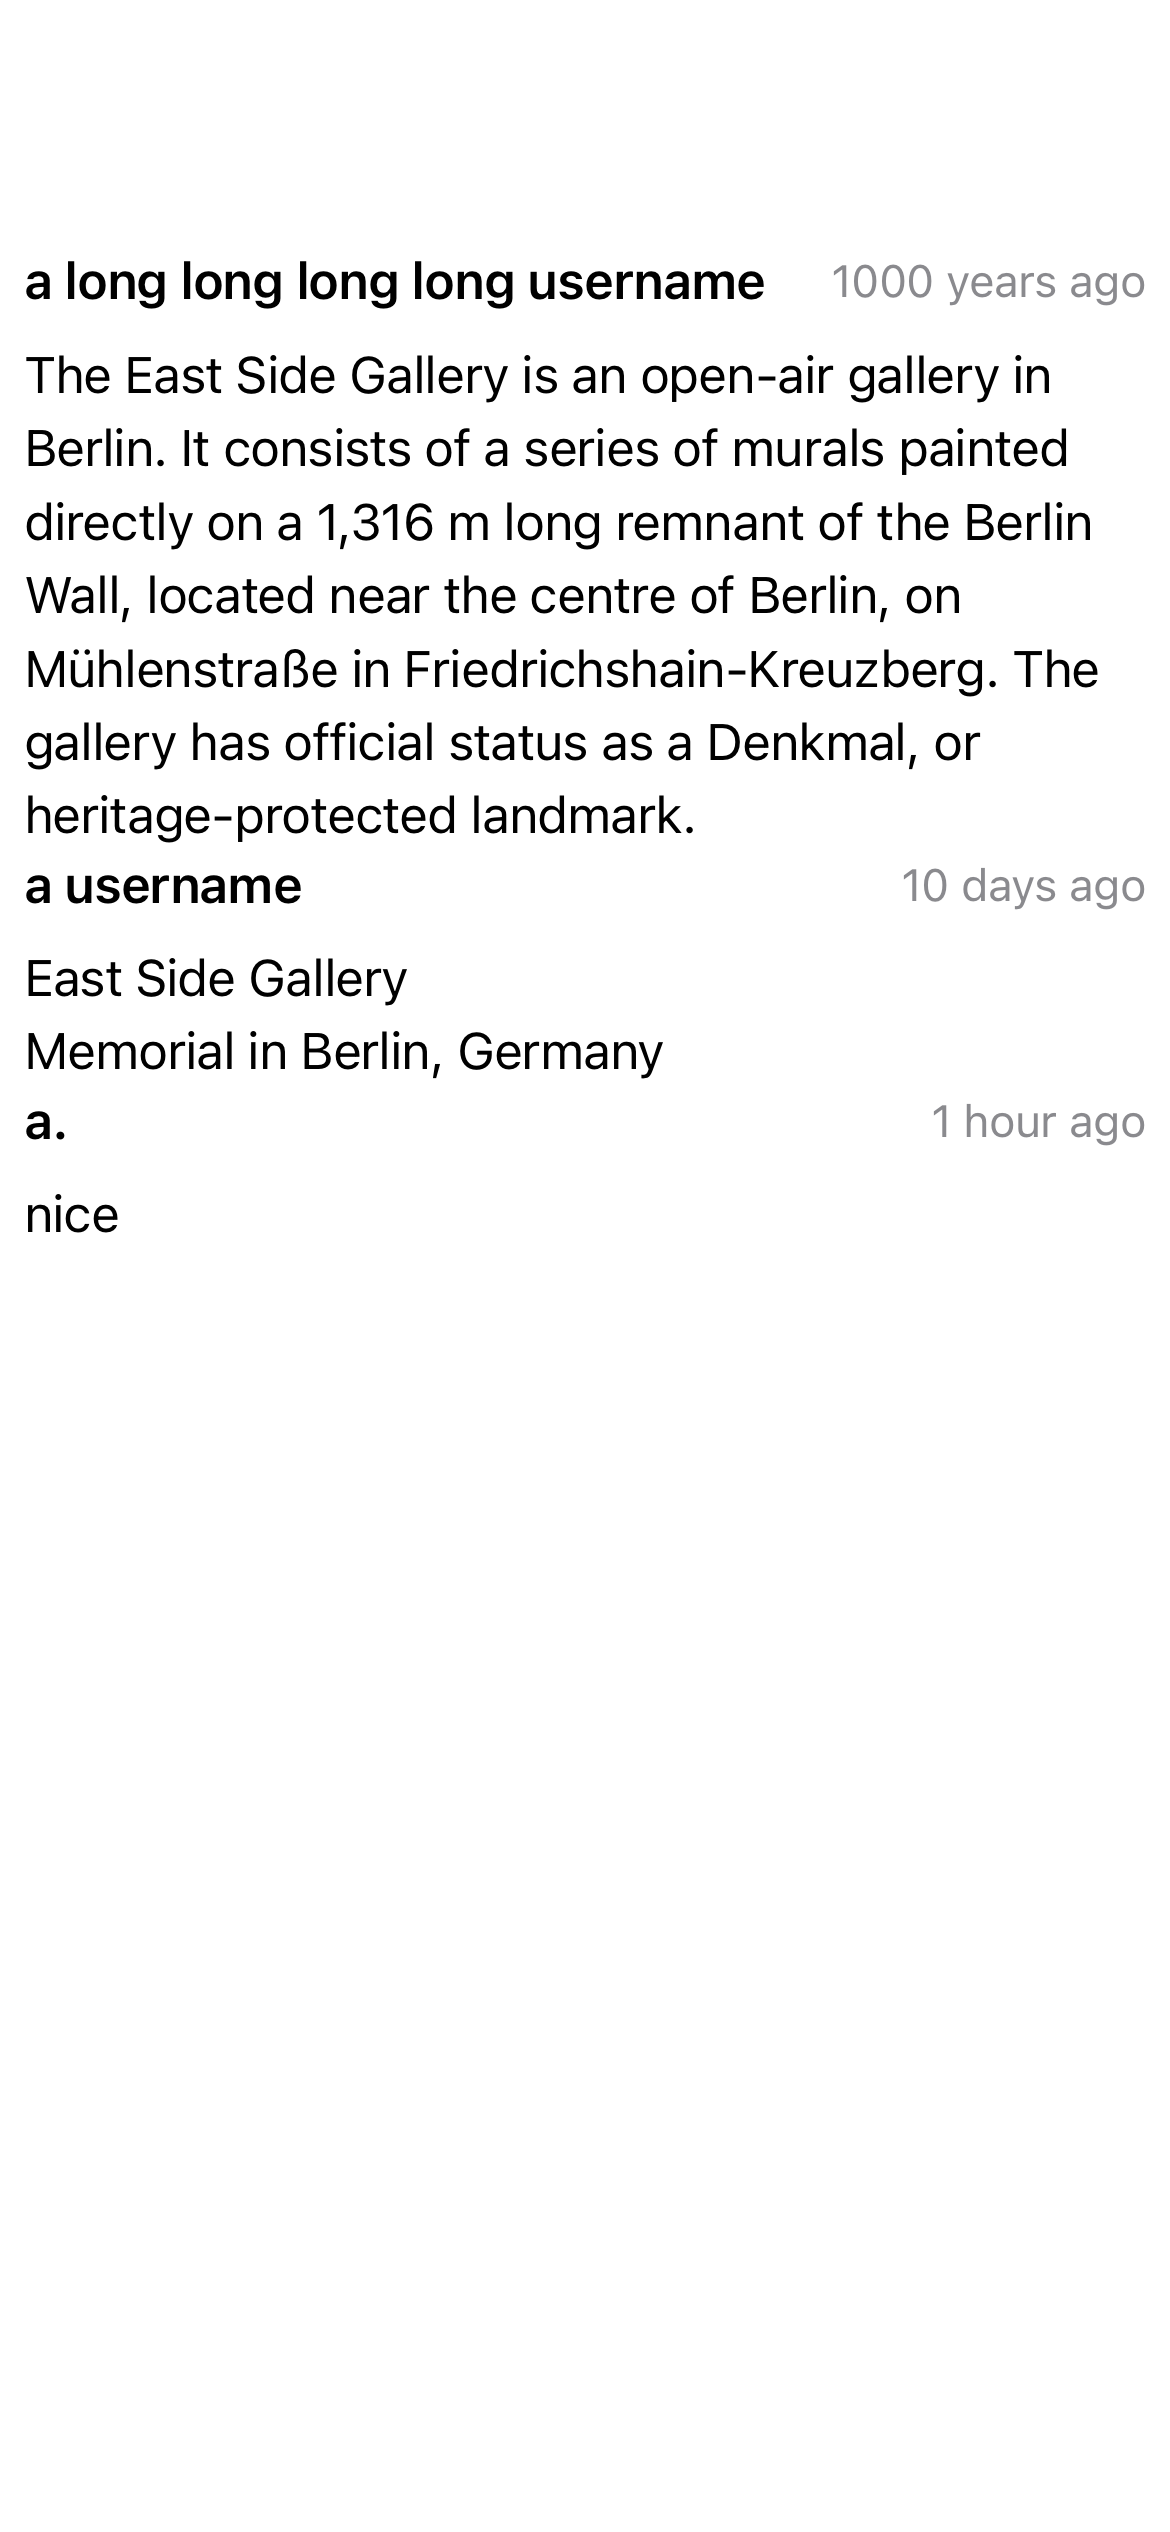 a long long long long username 1000 years ago
The East Side Gallery is an open-air gallery in
Berlin. It consists of a series of murals painted
directly on a 1,316 m long remnant of the Berlin
Wall, located near the centre of Berlin, on
Mühlenstraße in Friedrichshain-Kreuzberg. The
gallery has official status as a Denkmal, or
heritage-protected landmark.
a username 10 days ago
East Side Gallery
Memorial in Berlin, Germany
a. 1 hour ago
nice